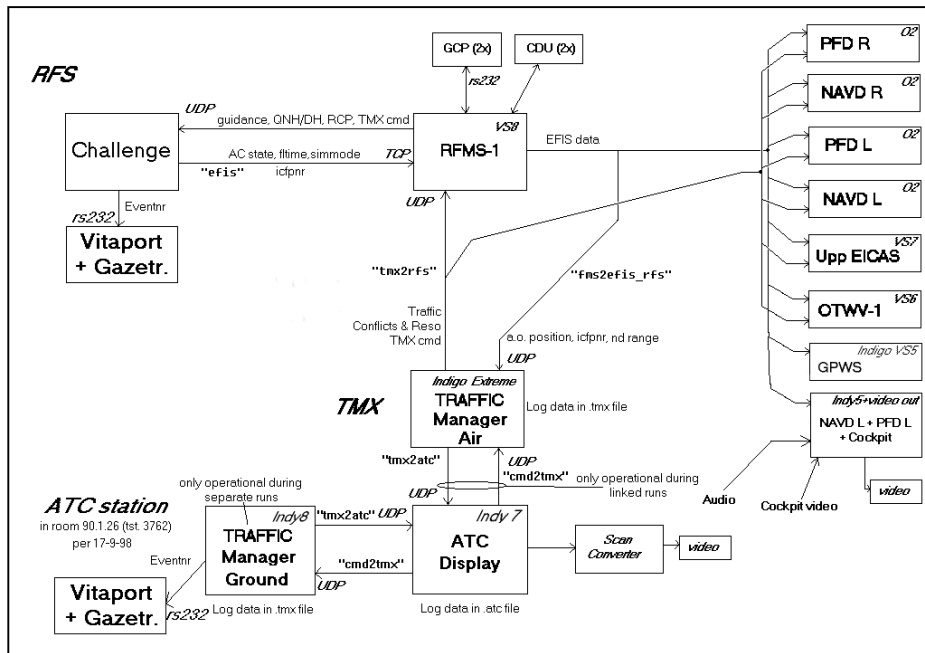 RFS
GCP (2x)
CDU (2x)
rs232
UDP
guidance, QNH/DH, RCP, TMX cmd
Challenge
AC state, fltime, simmode
TCP
"efis"
icfpnr
VS8
RFMS-1
UDP
EFIS data
Eventnr
rs232
Vitaport
+ Gazetr.
"tmx2rfs"
"fms2efis_rfs"
Traffic
Conflicts & Reso
TMX cmd
a.o. position, icfpnr, nd range
UDP
O2
PFD R
O2
NAVD R
O2
PFD L
O2
NAVD L
VS7
Upp EICAS
VS6
OTWV-1
Indigo VS5
GPWS
Indy5+video out
NAVD L + PFD L
+ Cockpit
Audio
Cockpit video
video
TMX
Indigo Extreme
TRAFFIC
Manager
Air
Log data in .tmx file
"tmx2atc"
UDP
"cmd2tmx"
UDP
only operational during
linked runs
ATC station
in room 90.1.26 (tst. 3762)
per 17-9-98
only operational during
separate runs
Indy8
TRAFFIC
Manager
Ground
Log data in .tmx file
"tmx2atc"
UDP
"cmd2tmx"
UDP
Indy 7
ATC
Display
Log data in .atc file
Scan
Converter
video
Eventnr
rs232
Vitaport
+ Gazetr.